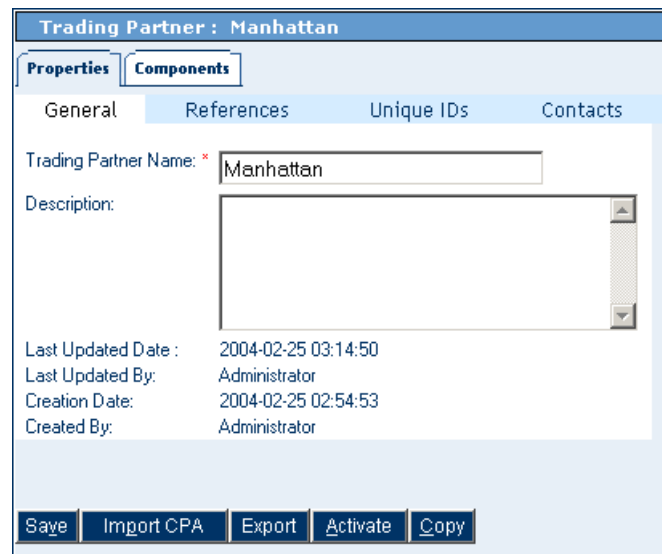 Trading Partner : Manhattan
Properties Components
General References Unique IDs Contacts
Trading Partner Name: * Manhattan
Description:
Last Updated Date : 2004-02-25 03:14:50
Last Updated By: Administrator
Creation Date: 2004-02-25 02:54:53
Created By: Administrator
Save Import CPA Export Activate Copy